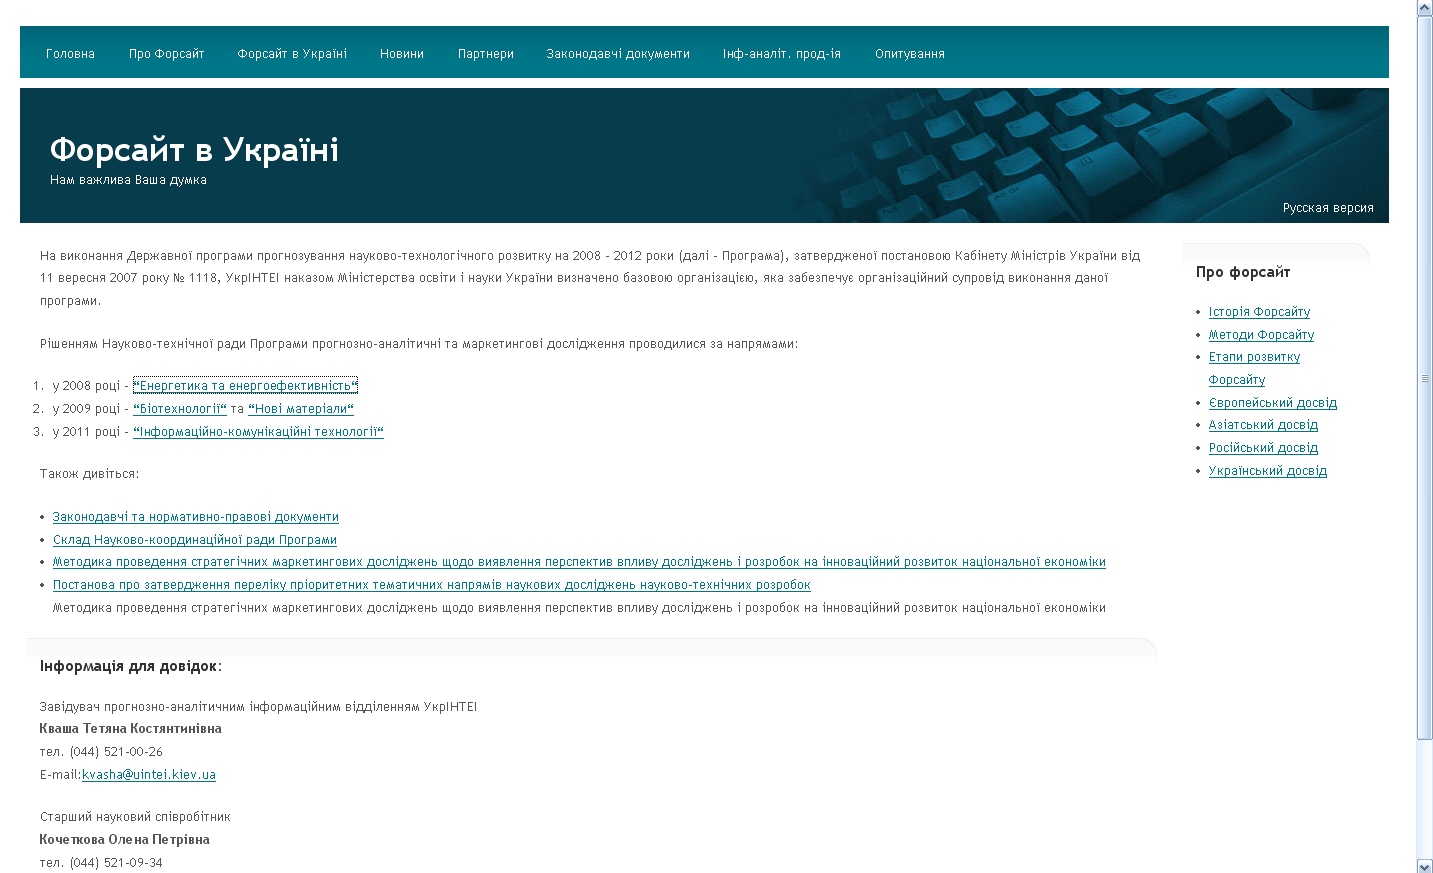 Головна Про Форсайт Форсайт в Україні Новини Партнери Законодавчі документи Інф-аналіт. прод-ія Опитування
Форсайт в Україні
Нам важлива Ваша думка
Русская версия
На виконання Державної програми прогнозування науково-технологічного розвитку на 2008 - 2012 роки (далі - Програма), затвердженої постановою Кабінету Міністрів України від
11 вересня 2007 року № 1118, УкрІНТЕІ наказом Міністерства освіти і науки України визначено базовою організацією, яка забезпечує організаційний супровід виконання даної
програми.
Рішенням Науково-технічної ради Програми прогнозно-аналітичні та маркетингові дослідження проводилися за напрямами:
1. у 2008 році - “Енергетика та енергоефективність“
2. у 2009 році - “Біотехнології“ та “Нові матеріали“
3. у 2011 році - “Інформаційно-комунікаційні технології“
Також дивіться:
• Законодавчі та нормативно-правові документи
• Склад Науково-координаційної ради Програми
• Методика проведення стратегічних маркетингових досліджень щодо виявлення перспектив впливу досліджень і розробок на інноваційний розвиток національної економіки
• Постанова про затвердження переліку пріоритетних тематичних напрямів наукових досліджень науково-технічних розробок
Методика проведення стратегічних маркетингових досліджень щодо виявлення перспектив впливу досліджень і розробок на інноваційний розвиток національної економіки
Інформація для довідок:
Завідувач прогнозно-аналітичним інформаційним відділенням УкрІНТЕІ
Кваша Тетяна Костянтинівна
тел. (044) 521-00-26
E-mail:kvasha@uintei.kiev.ua
Старший науковий співробітник
Кочеткова Олена Петрівна
тел. (044) 521-09-34
Про форсайт
• Історія Форсайту
• Методи Форсайту
• Етапи розвитку
Форсайту
• Європейський досвід
• Азіатський досвід
• Російський досвід
• Український досвід